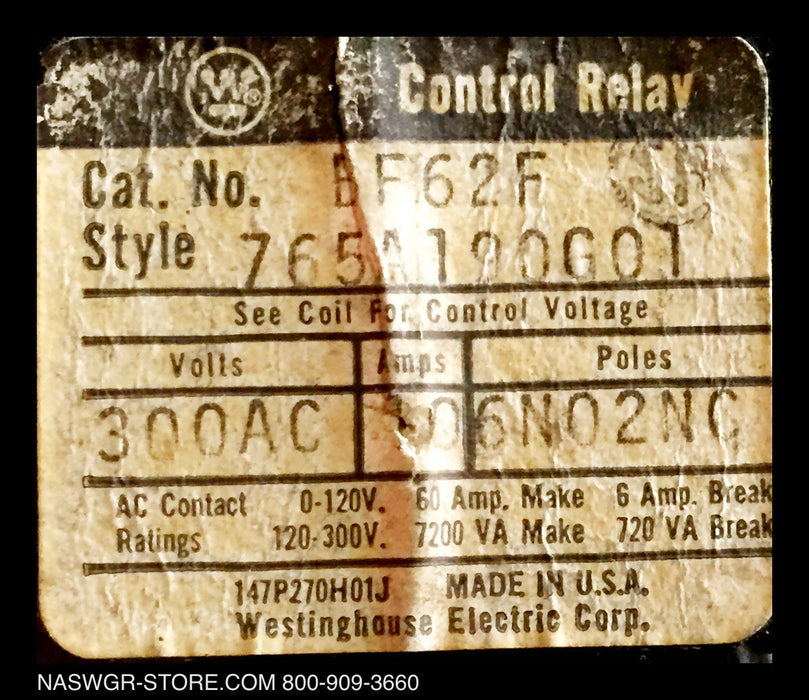 Control Relay
Cat. No. BF62F
Style 765A190G01
See Coil For Control Voltage
Volts Amps Poles
300AC 10 6NO2NC
AC Contact 0-120V. 60 Amp. Make 6 Amp. Break
Ratings 120-300V. 7200 VA Make 720 VA Break
147P270H01J MADE IN U.S.A.
Westinghouse Electric Corp.
NASWGR-STORE.COM 800-909-3660